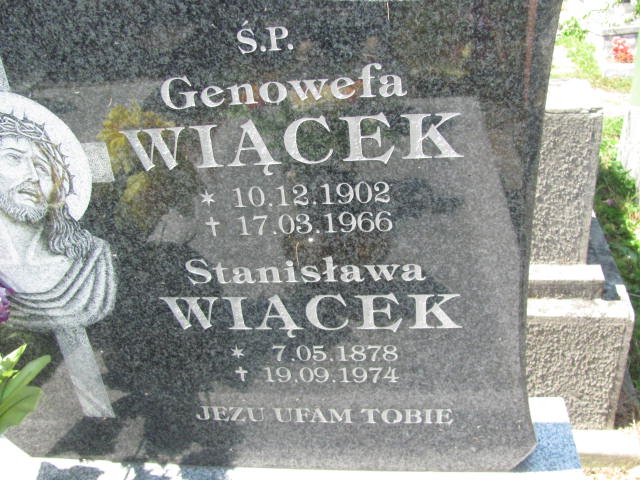 Ś.P.
Genowefa
WIĄCEK
* 10.12.1902
✝ 17.03.1966
Stanisława
WIĄCEK
* 7.05.1878
✝ 19.09.1974
JEZU UFAM TOBIE